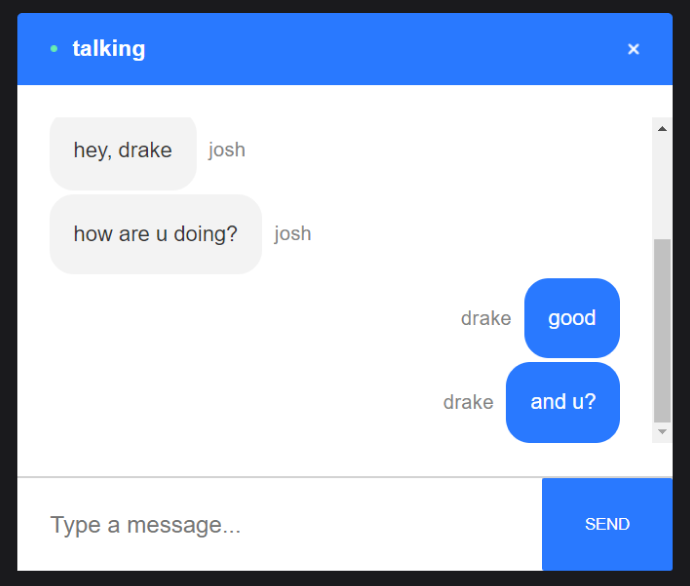 talking ×
hey, drake josh
how are u doing? josh
drake good
drake and u?
Type a message... SEND